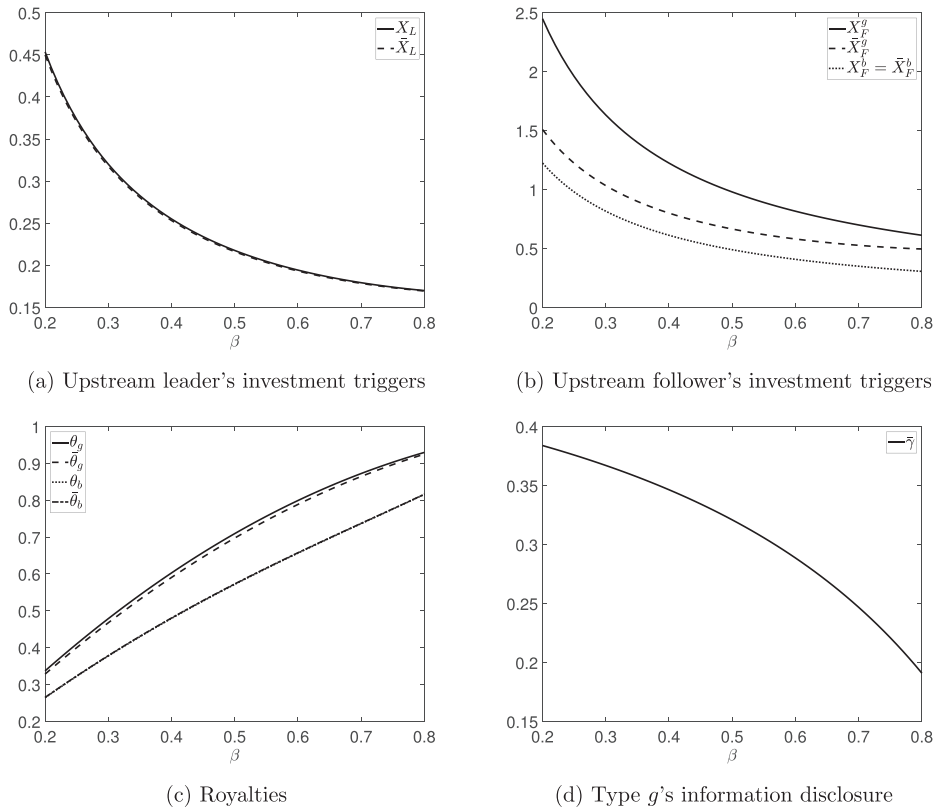 0.5
0.45
0.4
0.35
0.3
0.25
0.2
0.15
0.2 0.3 0.4 0.5 0.6 0.7 0.8
β
X_L
X̄_L
(a) Upstream leader's investment triggers
2.5
2
1.5
1
0.5
0
0.2 0.3 0.4 0.5 0.6 0.7 0.8
β
X_F^g
X̄_F^g
X_F^b = X̄_F^b
(b) Upstream follower's investment triggers
1
0.9
0.8
0.7
0.6
0.5
0.4
0.3
0.2
0.2 0.3 0.4 0.5 0.6 0.7 0.8
β
θ_g
θ̄_g
θ_b
θ̄_b
(c) Royalties
0.4
0.35
0.3
0.25
0.2
0.15
0.2 0.3 0.4 0.5 0.6 0.7 0.8
β
γ̄
(d) Type g's information disclosure